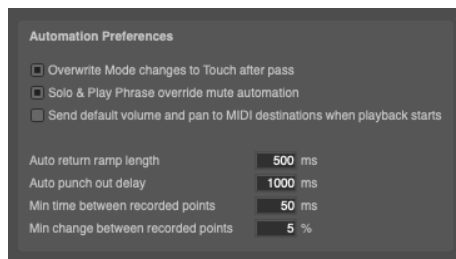 Automation Preferences
Overwrite Mode changes to Touch after pass
Solo & Play Phrase override mute automation
Send default volume and pan to MIDI destinations when playback starts
Auto return ramp length 500 ms
Auto punch out delay 1000 ms
Min time between recorded points 50 ms
Min change between recorded points 5 %